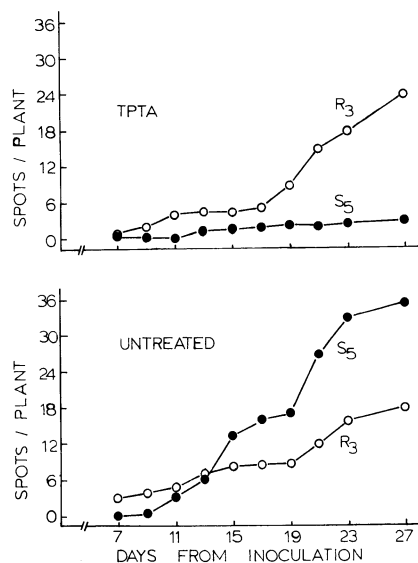 36
30
24
18
12
6
0
SPOTS / PLANT
TPTA
R3
S5
36
30
24
18
12
6
0
SPOTS / PLANT
UNTREATED
S5
R3
7 11 15 19 23 27
DAYS FROM INOCULATION